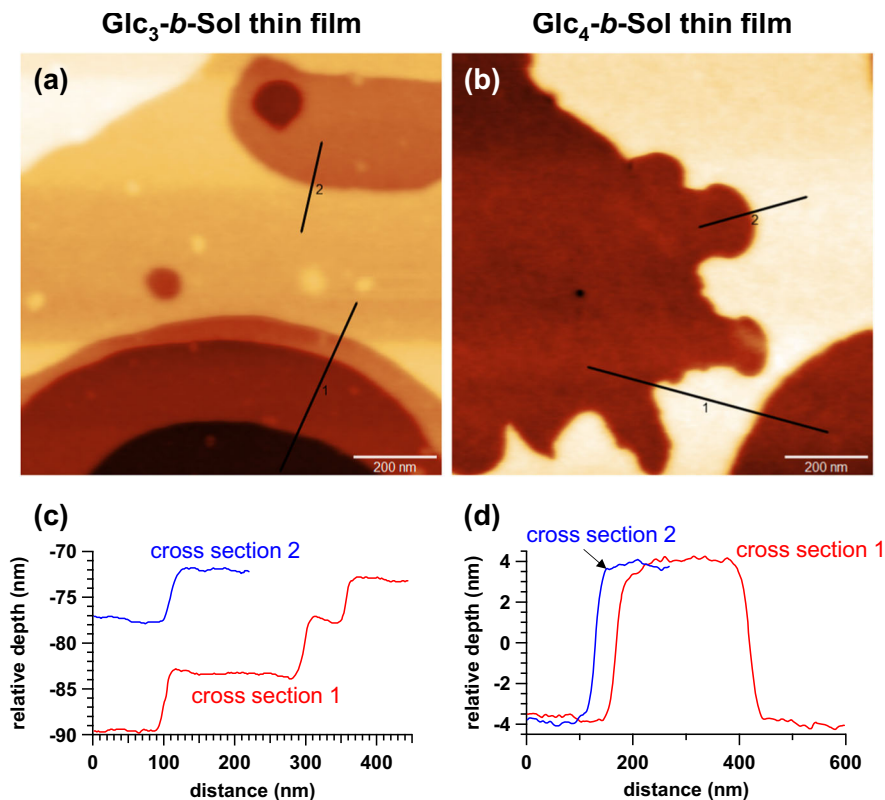 Glc3-b-Sol thin film
Glc4-b-Sol thin film
(a)
2
1
200 nm
(b)
2
1
200 nm
(c)
-70
-75
-80
-85
-90
relative depth (nm)
cross section 2
cross section 1
0
100
200
300
400
distance (nm)
(d)
4
2
0
-2
-4
relative depth (nm)
cross section 2
cross section 1
0
200
400
600
distance (nm)